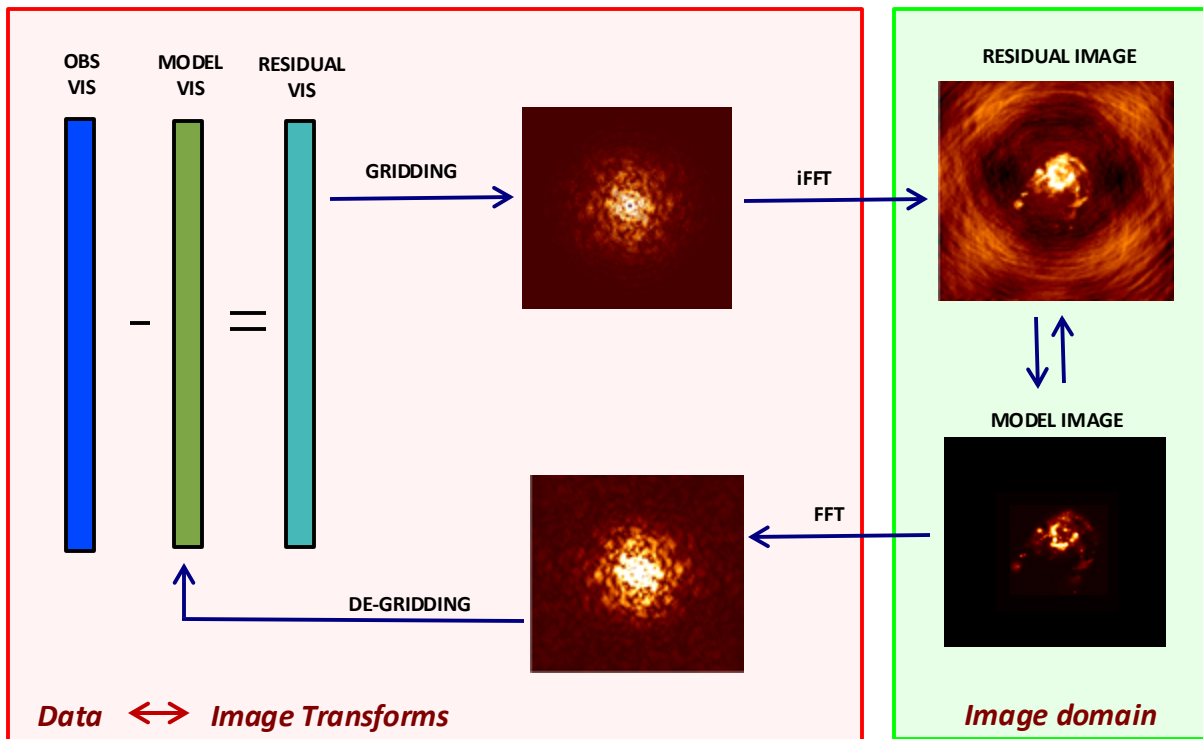 OBS
VIS
MODEL
VIS
RESIDUAL
VIS
GRIDDING
iFFT
RESIDUAL IMAGE
–
=
MODEL IMAGE
FFT
DE-GRIDDING
Data ↔ Image Transforms
Image domain